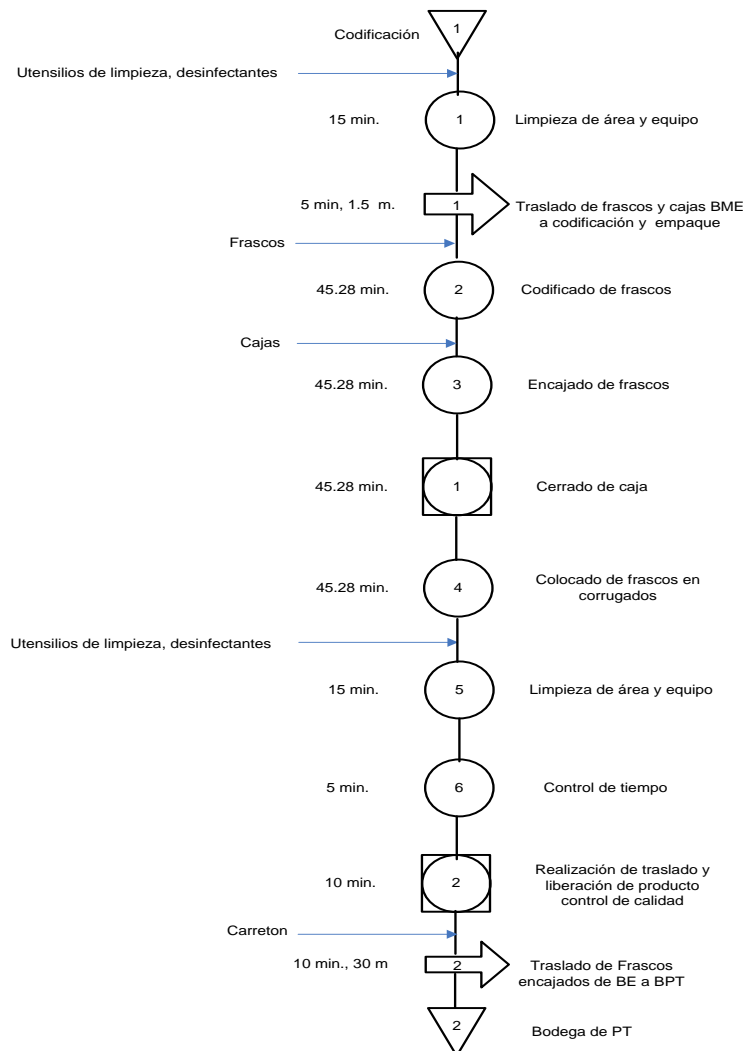 Codificación
1
Utensilios de limpieza, desinfectantes
15 min.
1
Limpieza de área y equipo
5 min, 1.5 m.
1
Traslado de frascos y cajas BME
a codificación y empaque
Frascos
45.28 min.
2
Codificado de frascos
Cajas
45.28 min.
3
Encajado de frascos
45.28 min.
1
Cerrado de caja
45.28 min.
4
Colocado de frascos en
corrugados
Utensilios de limpieza, desinfectantes
15 min.
5
Limpieza de área y equipo
5 min.
6
Control de tiempo
10 min.
2
Realización de traslado y
liberación de producto
control de calidad
Carreton
10 min., 30 m
2
Traslado de Frascos
encajados de BE a BPT
2
Bodega de PT